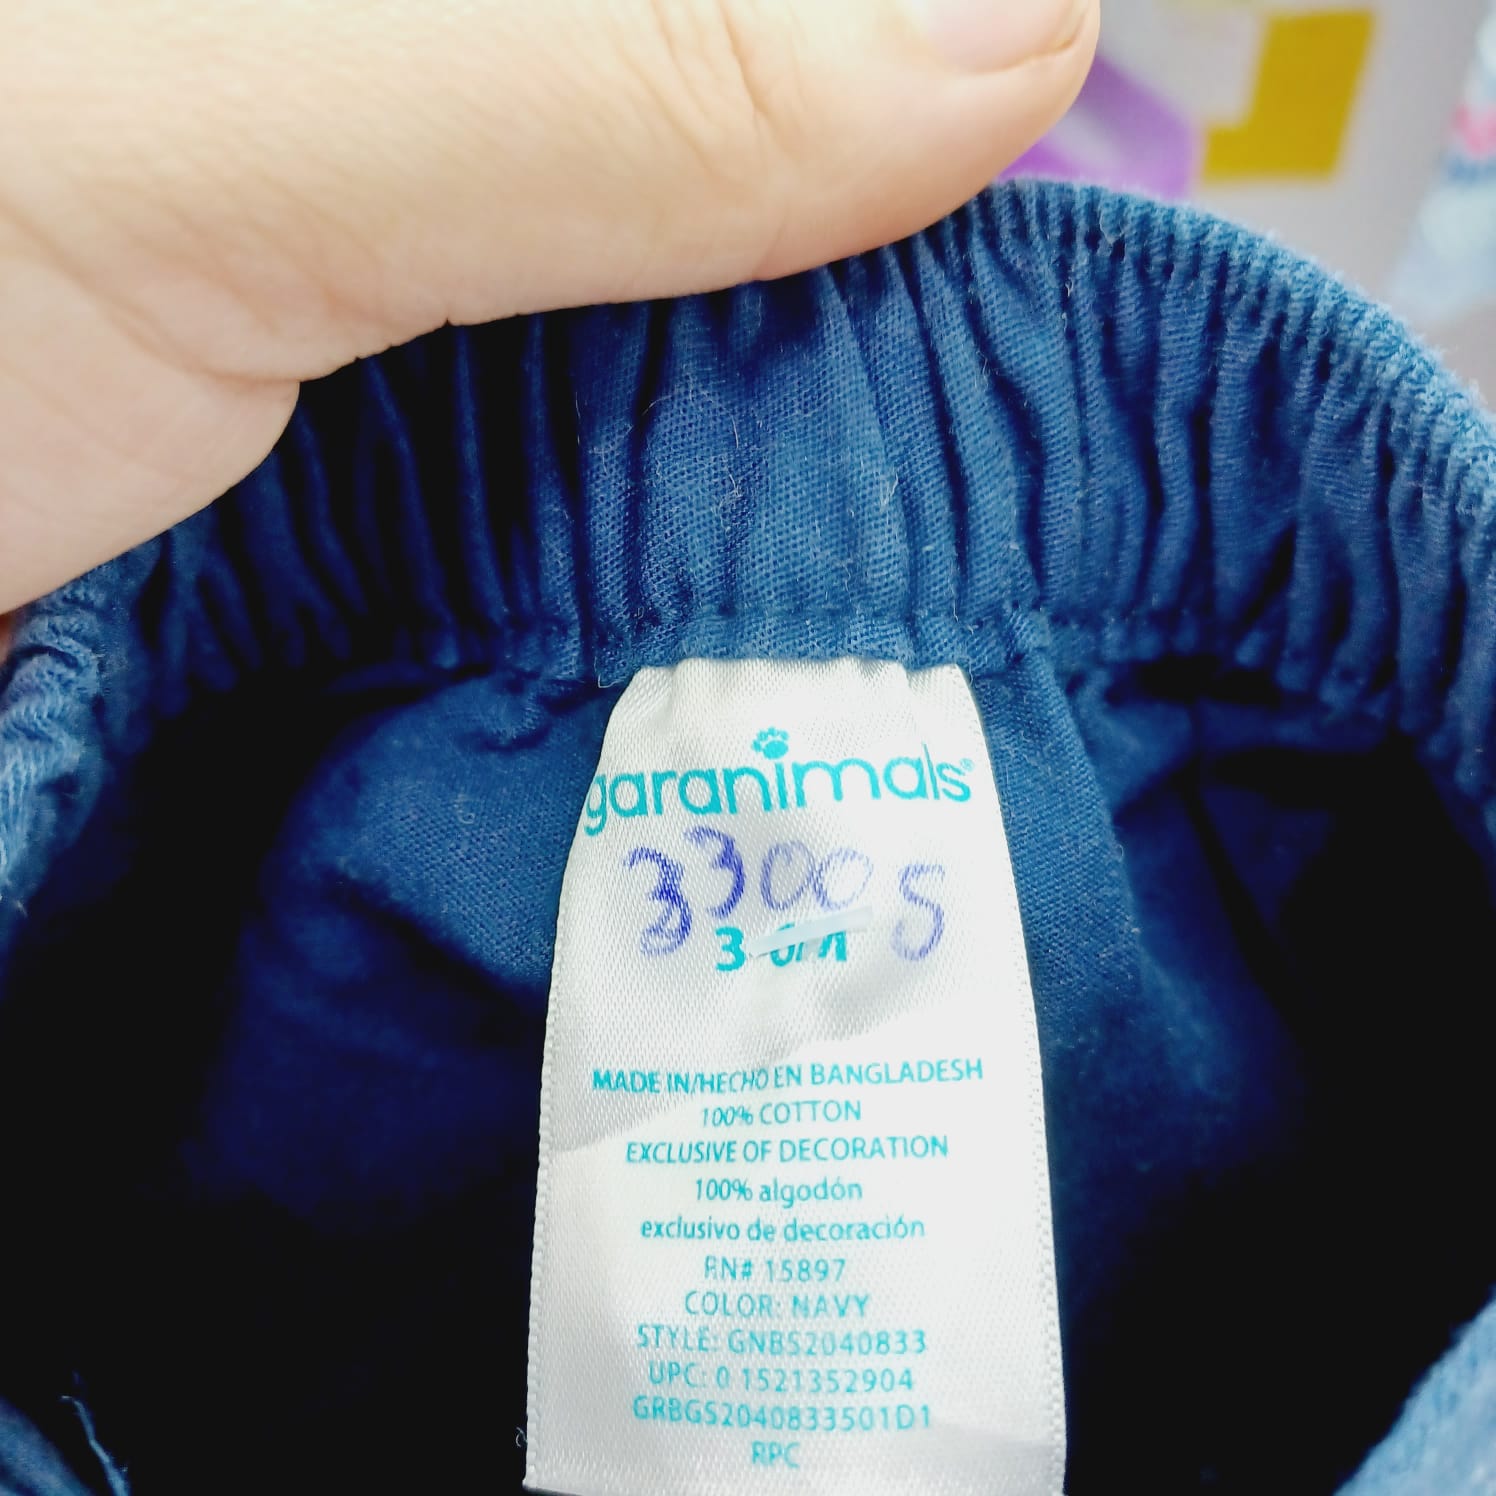 garanimals®
3300 S
3-6M
MADE IN/HECHO EN BANGLADESH
100% COTTON
EXCLUSIVE OF DECORATION
100% algodón
exclusivo de decoración
RN# 15897
COLOR: NAVY
STYLE: GNBS2040833
UPC: 0 1521352904
GRBGS2040833501D1
RPC